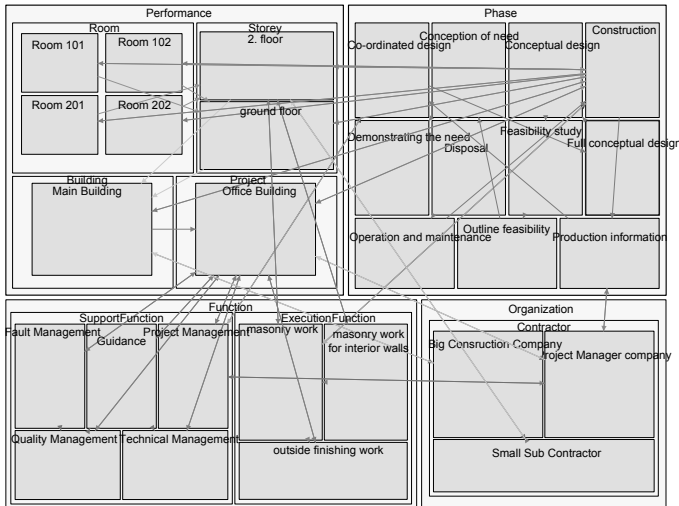 Performance
Room
Room 101
Room 102
Room 201
Room 202
Storey
2. floor
ground floor
Building
Main Building
Project
Office Building
Phase
Co-ordinated design
Conception of need
Conceptual design
Construction
Demonstrating the need
Disposal
Feasibility study
Full conceptual design
Operation and maintenance
Outline feasibility
Production information
Function
SupportFunction
Fault Management
Guidance
Project Management
Quality Management
Technical Management
ExecutionFunction
masonry work
masonry work
for interior walls
outside finishing work
Organization
Contractor
Big Consruction Company
Project Manager company
Small Sub Contractor